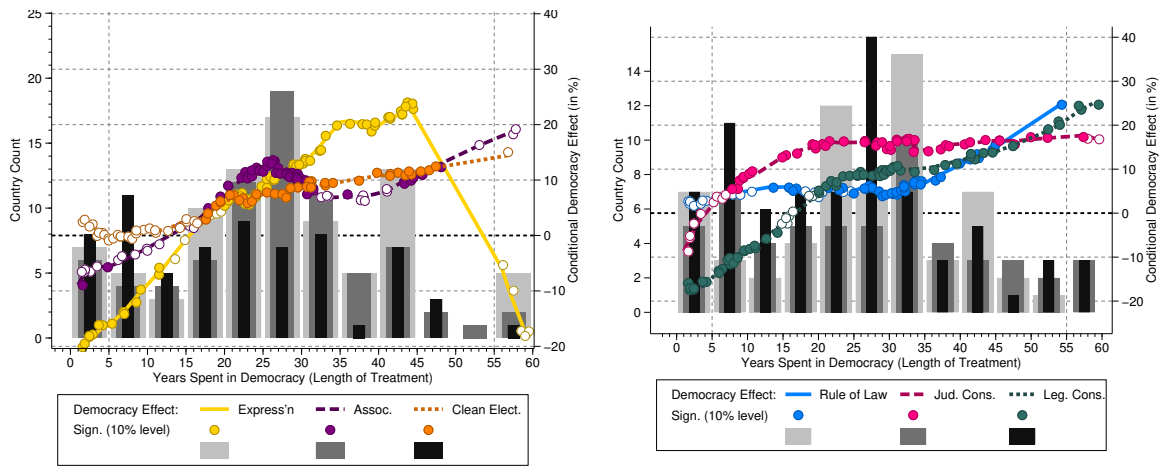 25
20
15
10
5
0
Country Count
40
30
20
10
0
−10
−20
Conditional Democracy Effect (in %)
0 5 10 15 20 25 30 35 40 45 50 55 60
Years Spent in Democracy (Length of Treatment)
Democracy Effect: Express'n Assoc. Clean Elect.
Sign. (10% level)
14
12
10
8
6
4
2
0
Country Count
40
30
20
10
0
−10
−20
Conditional Democracy Effect (in %)
0 5 10 15 20 25 30 35 40 45 50 55 60
Years Spent in Democracy (Length of Treatment)
Democracy Effect: Rule of Law Jud. Cons. Leg. Cons.
Sign. (10% level)